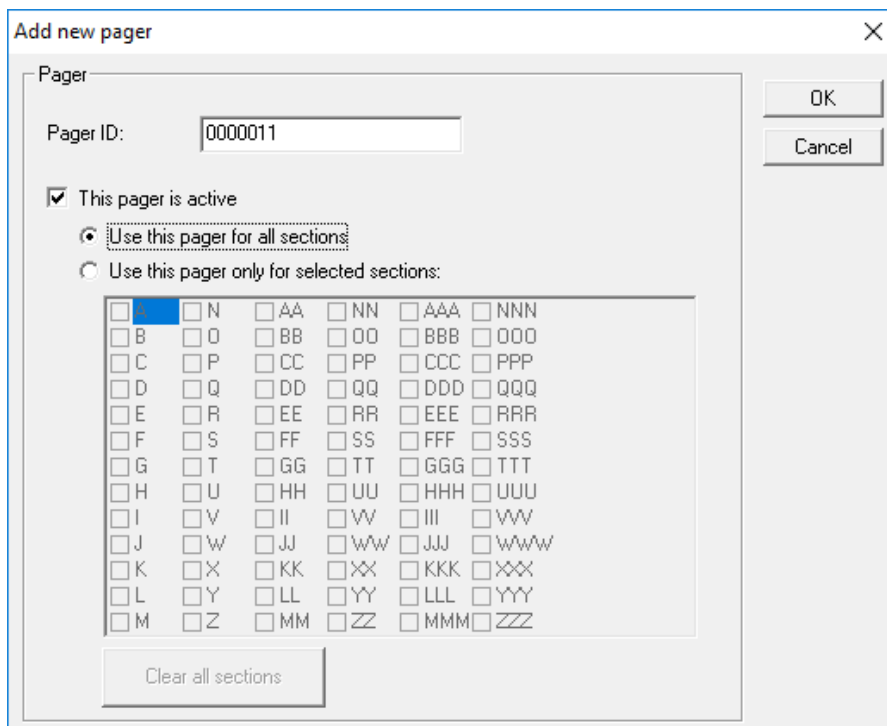 Add new pager
Pager
OK
Pager ID: 0000011
Cancel
This pager is active
Use this pager for all sections
Use this pager only for selected sections:
A N AA NN AAA NNN
B O BB OO BBB OOO
C P CC PP CCC PPP
D Q DD QQ DDD QQQ
E R EE RR EEE RRR
F S FF SS FFF SSS
G T GG TT GGG TTT
H U HH UU HHH UUU
I V II VV III VVV
J W JJ WW JJJ WWW
K X KK XX KKK XXX
L Y LL YY LLL YYY
M Z MM ZZ MMM ZZZ
Clear all sections